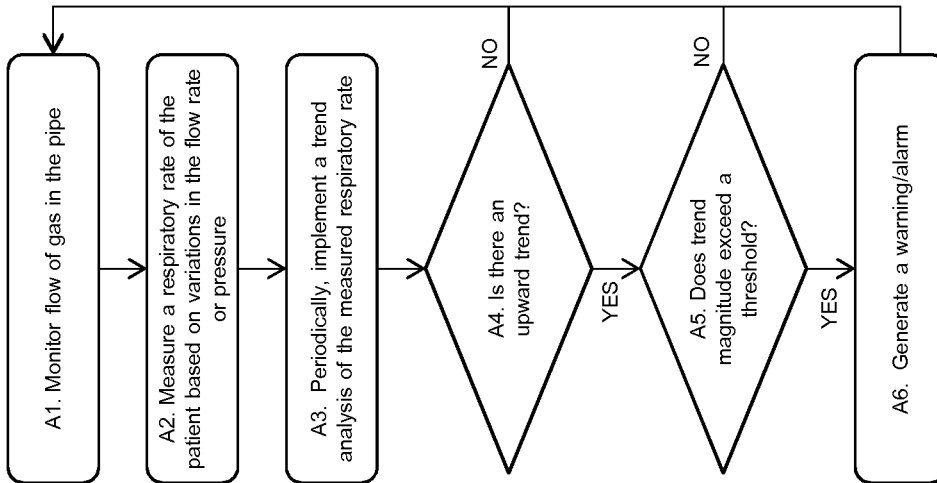 A1. Monitor flow of gas in the pipe
A2. Measure a respiratory rate of the
patient based on variations in the flow rate
or pressure
A3. Periodically, implement a trend
analysis of the measured respiratory rate
A4. Is there an
upward trend?
NO
YES
A5. Does trend
magnitude exceed a
threshold?
NO
YES
A6. Generate a warning/alarm